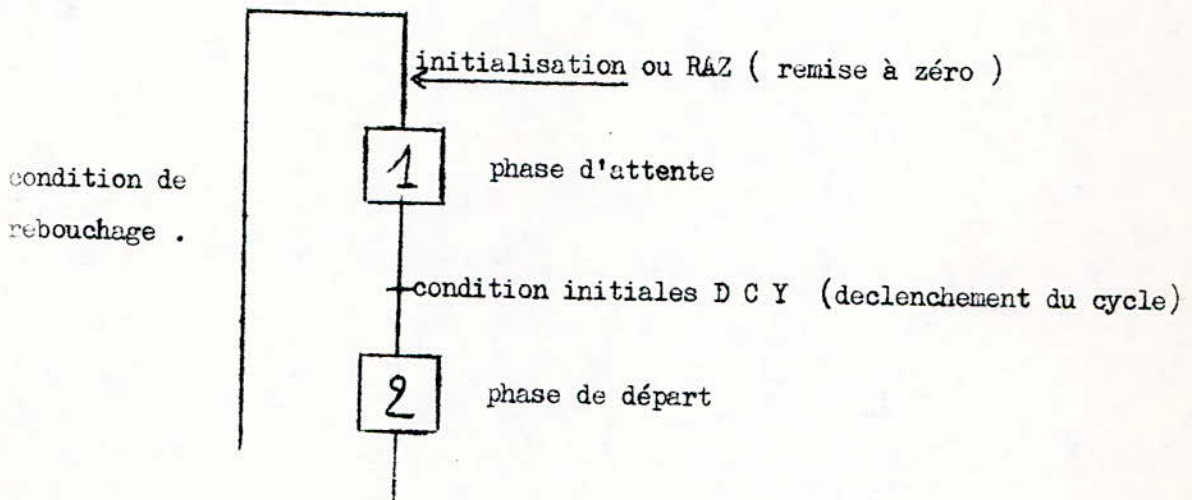 initialisation ou RAZ ( remise à zéro )
1
phase d'attente
condition de
rebouchage .
condition initiales D C Y (declenchement du cycle)
2
phase de départ